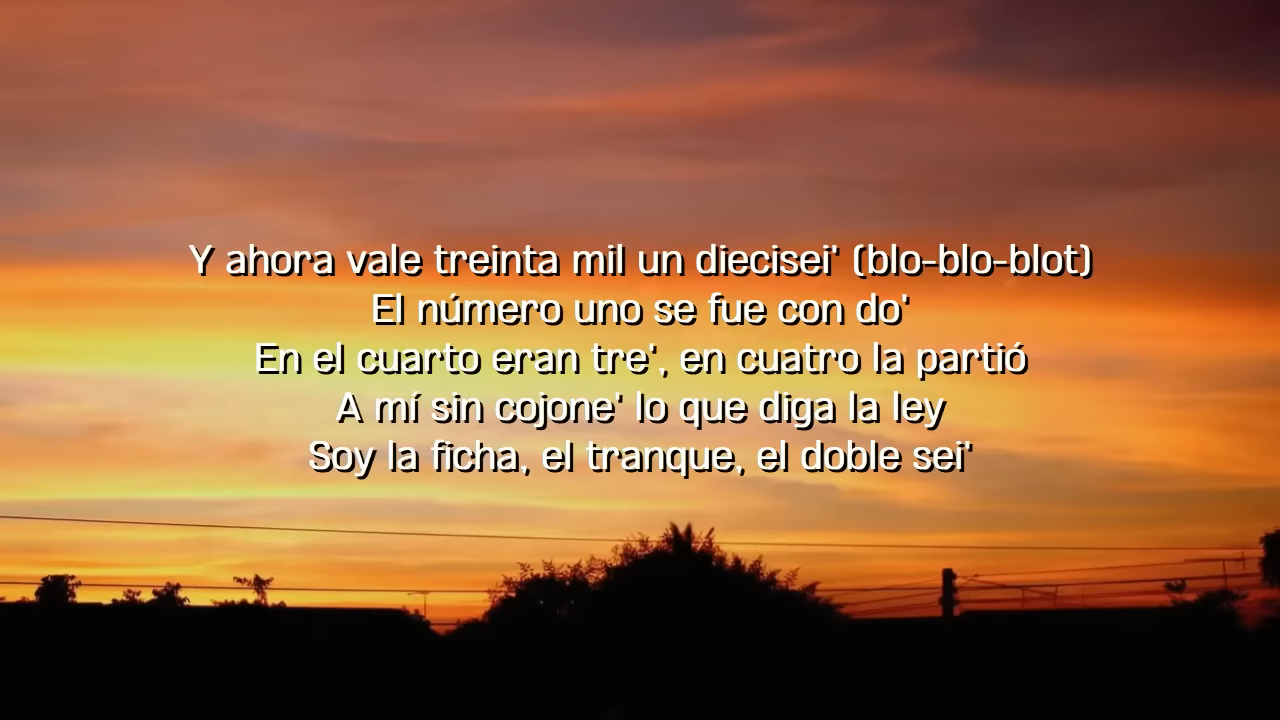 Y ahora vale treinta mil un diecisei' (blo-blo-blot)
El número uno se fue con do'
En el cuarto eran tre', en cuatro la partió
A mí sin cojone' lo que diga la ley
Soy la ficha, el tranque, el doble sei'